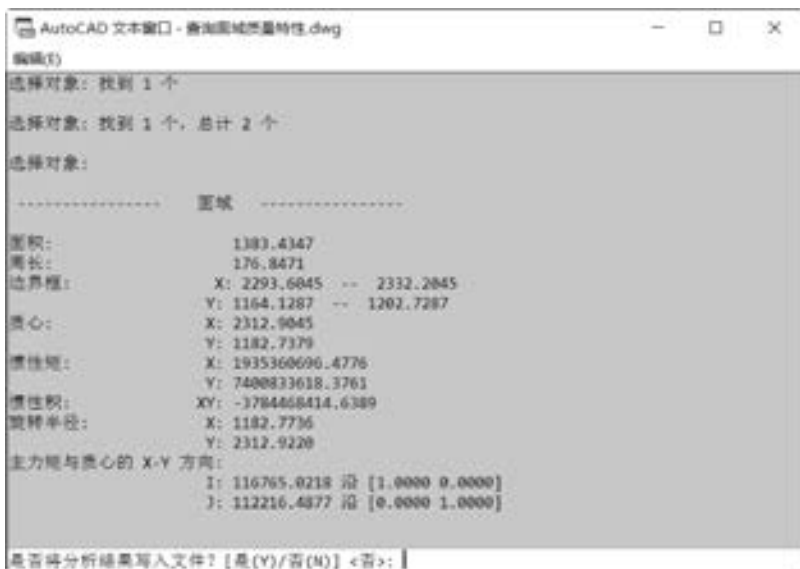 AutoCAD 文本窗口 - 查询面域质量特性.dwg
编辑(E)
选择对象: 找到 1 个
选择对象: 找到 1 个，总计 2 个
选择对象:
---------------- 面域 ----------------
面积: 1383.4347
周长: 176.8471
边界框: X: 2293.6045 -- 2332.2045
Y: 1164.1287 -- 1202.7287
质心: X: 2312.9045
Y: 1182.7379
惯性矩: X: 1935360696.4776
Y: 7400833618.3761
惯性积: XY: -3784468414.6389
旋转半径: X: 1182.7736
Y: 2312.9220
主力矩与质心的 X-Y 方向:
I: 116765.0218 沿 [1.0000 0.0000]
J: 112216.4877 沿 [0.0000 1.0000]
是否将分析结果写入文件? [是(Y)/否(N)] <否>: